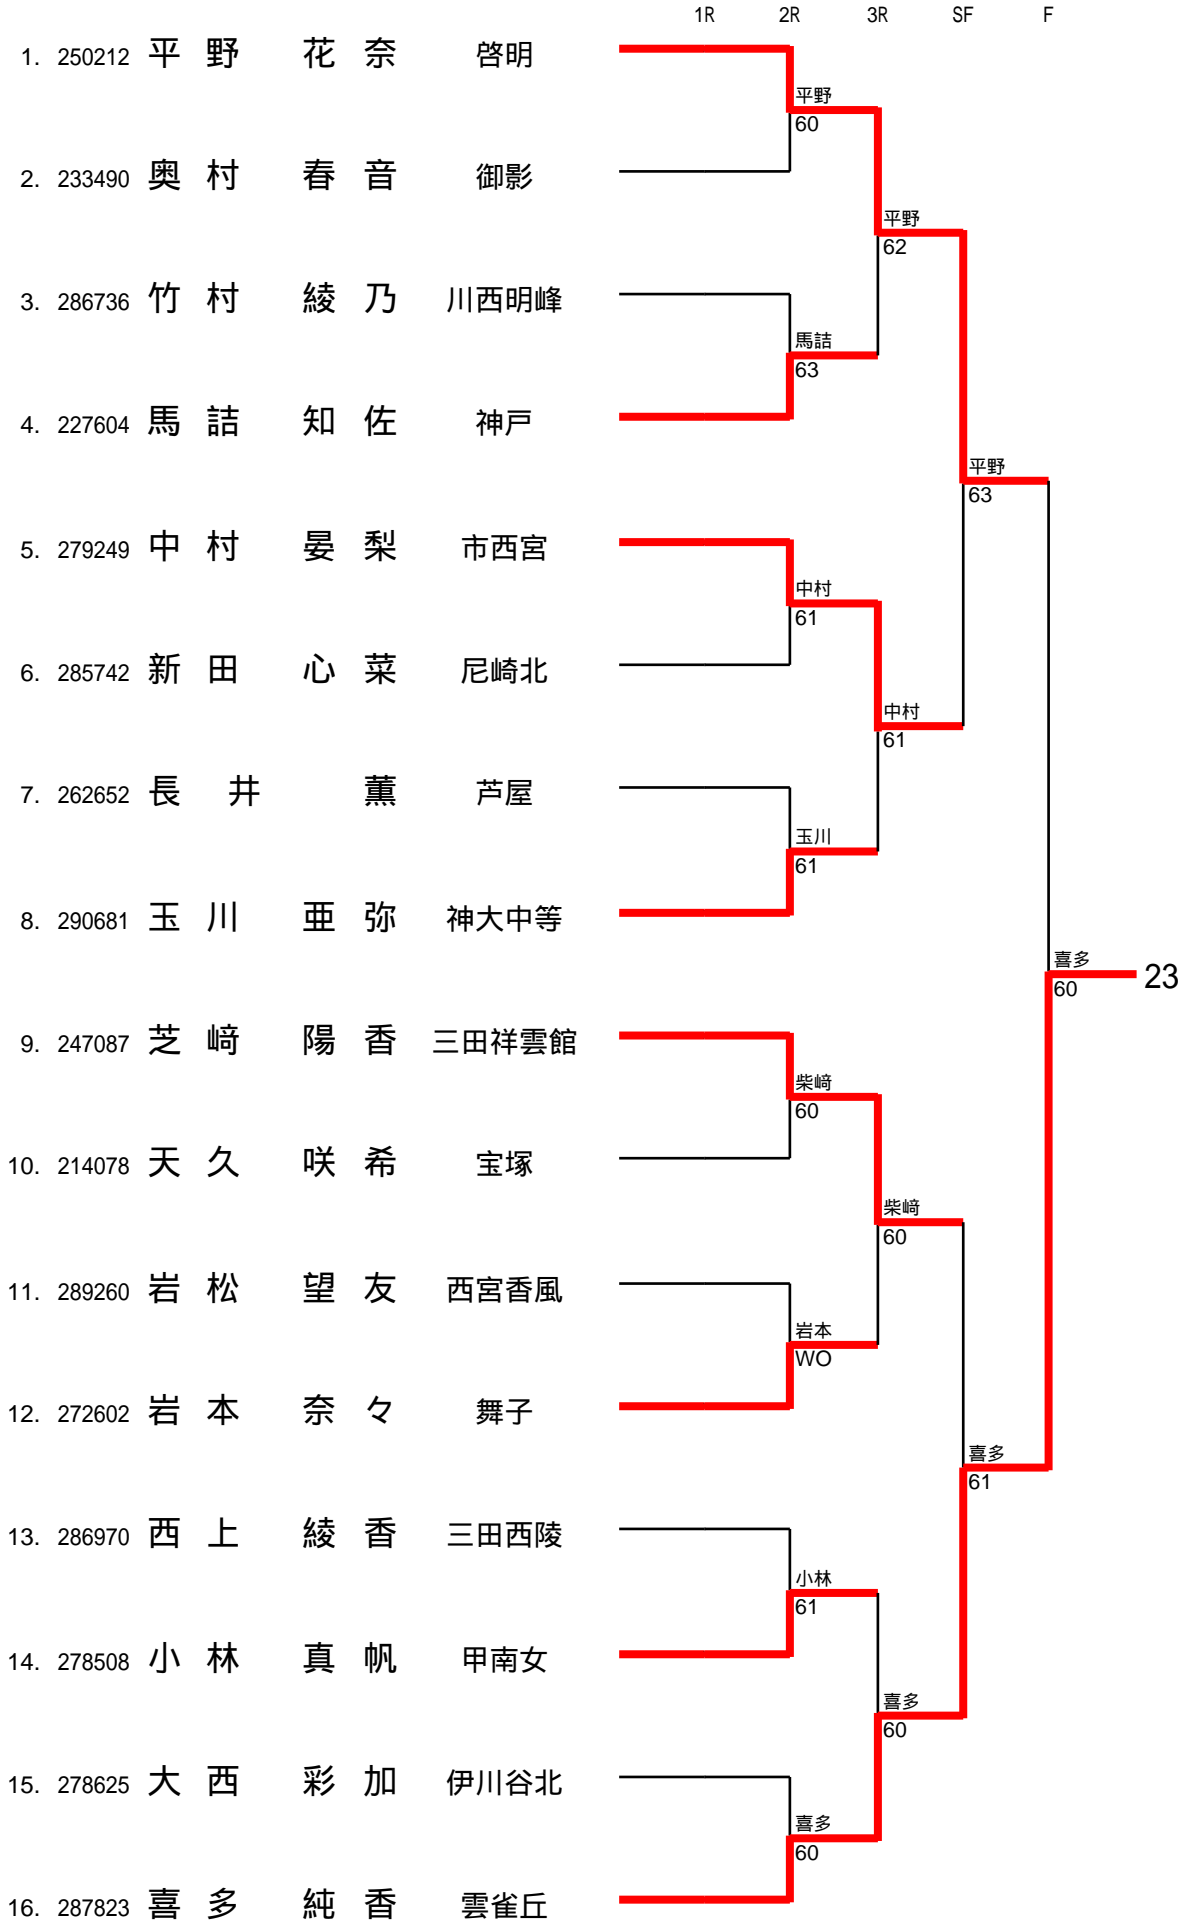 1R 2R 3R SF F
1. 250212 平野 花奈 啓明
平野
60
2. 233490 奥村 春音 御影
平野
62
3. 286736 竹村 綾乃 川西明峰
馬詰
63
4. 227604 馬詰 知佐 神戸
平野
63
5. 279249 中村 晏梨 市西宮
中村
61
6. 285742 新田 心菜 尼崎北
中村
61
7. 262652 長井 薫 芦屋
玉川
61
8. 290681 玉川 亜弥 神大中等
喜多
60
23
9. 247087 芝﨑 陽香 三田祥雲館
柴﨑
60
10. 214078 天久 咲希 宝塚
柴﨑
60
11. 289260 岩松 望友 西宮香風
岩本
WO
12. 272602 岩本 奈々 舞子
喜多
61
13. 286970 西上 綾香 三田西陵
小林
61
14. 278508 小林 真帆 甲南女
喜多
60
15. 278625 大西 彩加 伊川谷北
喜多
60
16. 287823 喜多 純香 雲雀丘